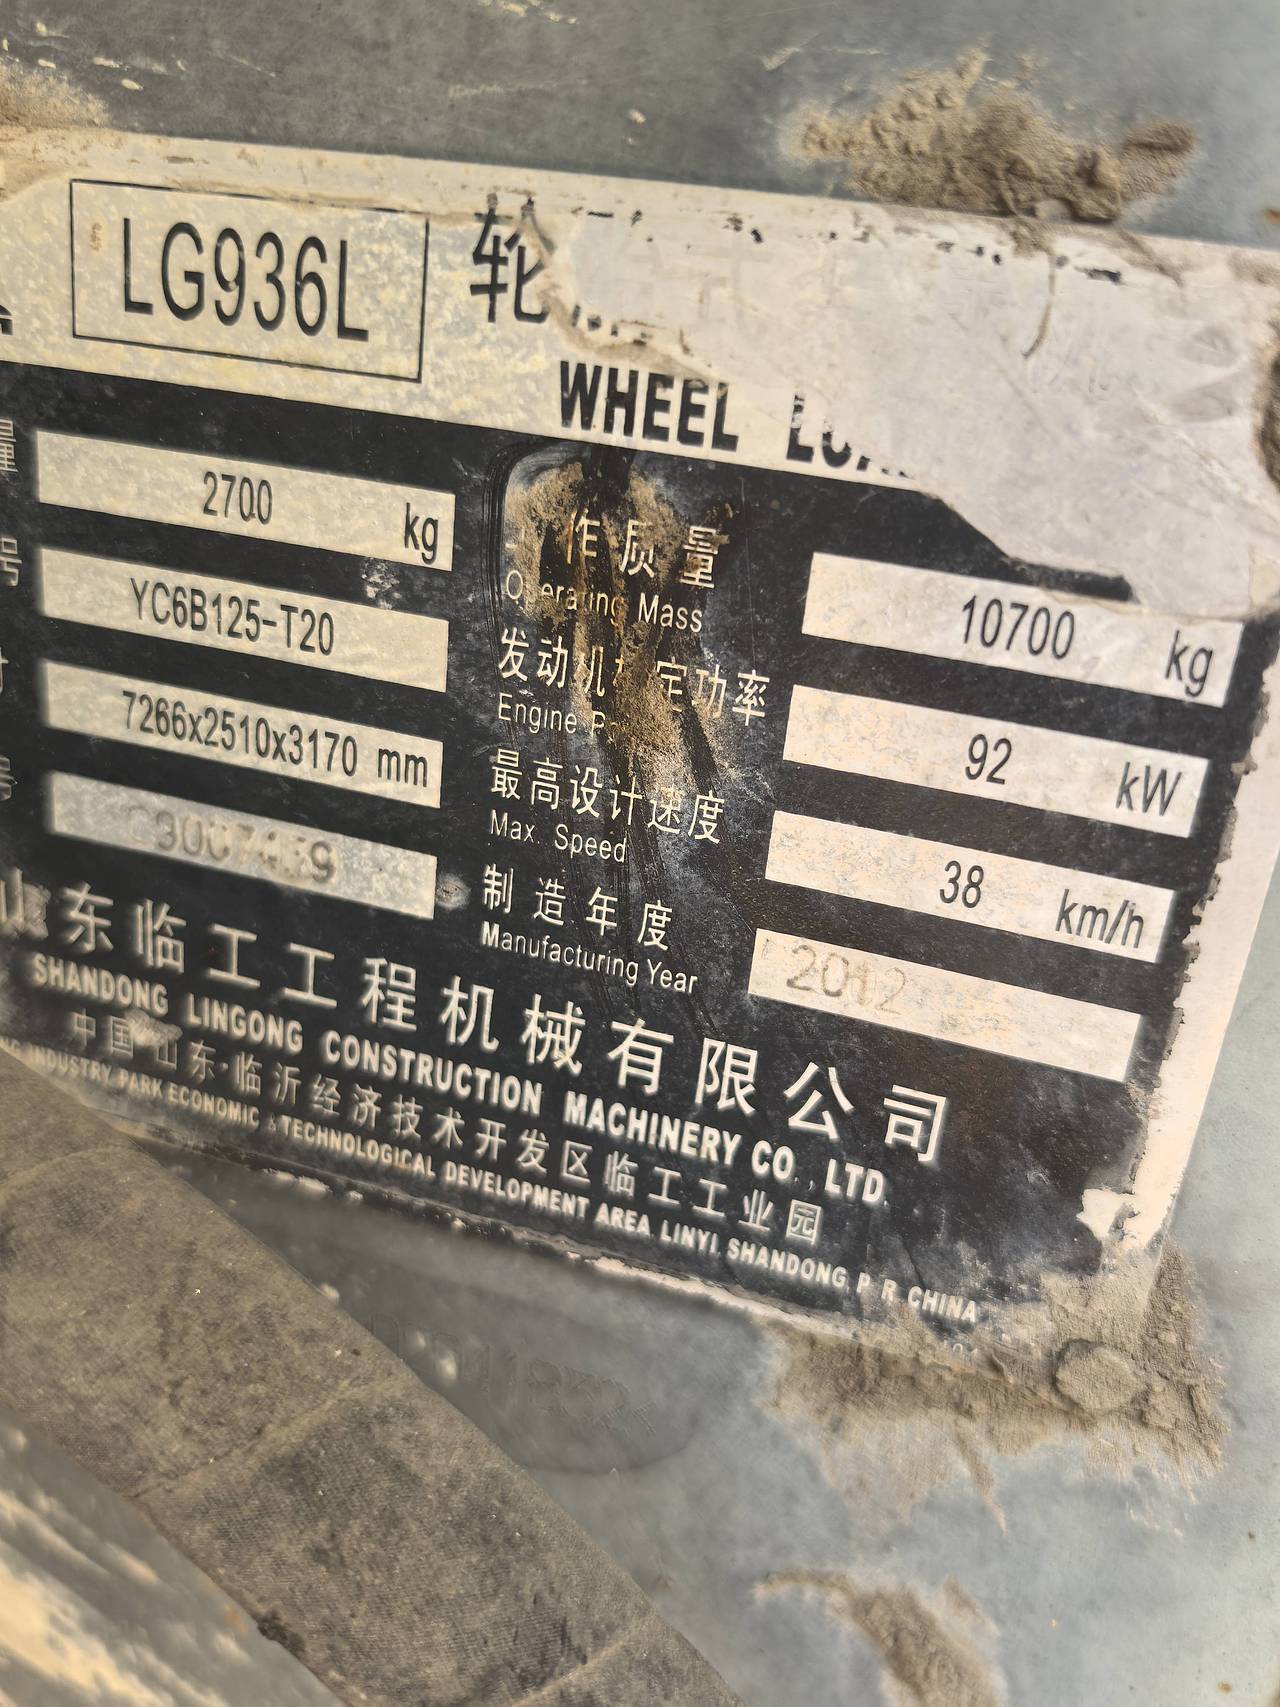 LG936L 轮
WHEEL
量 2700 kg
号 YC6B125-T20
7266x2510x3170 mm
作质量 10700 kg
Operating Mass
发动机 定功率 92 kW
Engine
最高设计速度 38 km/h
Max. Speed
制造年度 2012
Manufacturing Year
山东临工工程机械有限公司
SHANDONG LINGONG CONSTRUCTION MACHINERY CO., LTD.
中国·山东·临沂经济技术开发区临工工业园
INDUSTRY PARK ECONOMIC &TECHNOLOGICAL DEVELOPMENT AREA LINYI SHANDONG P R CHINA